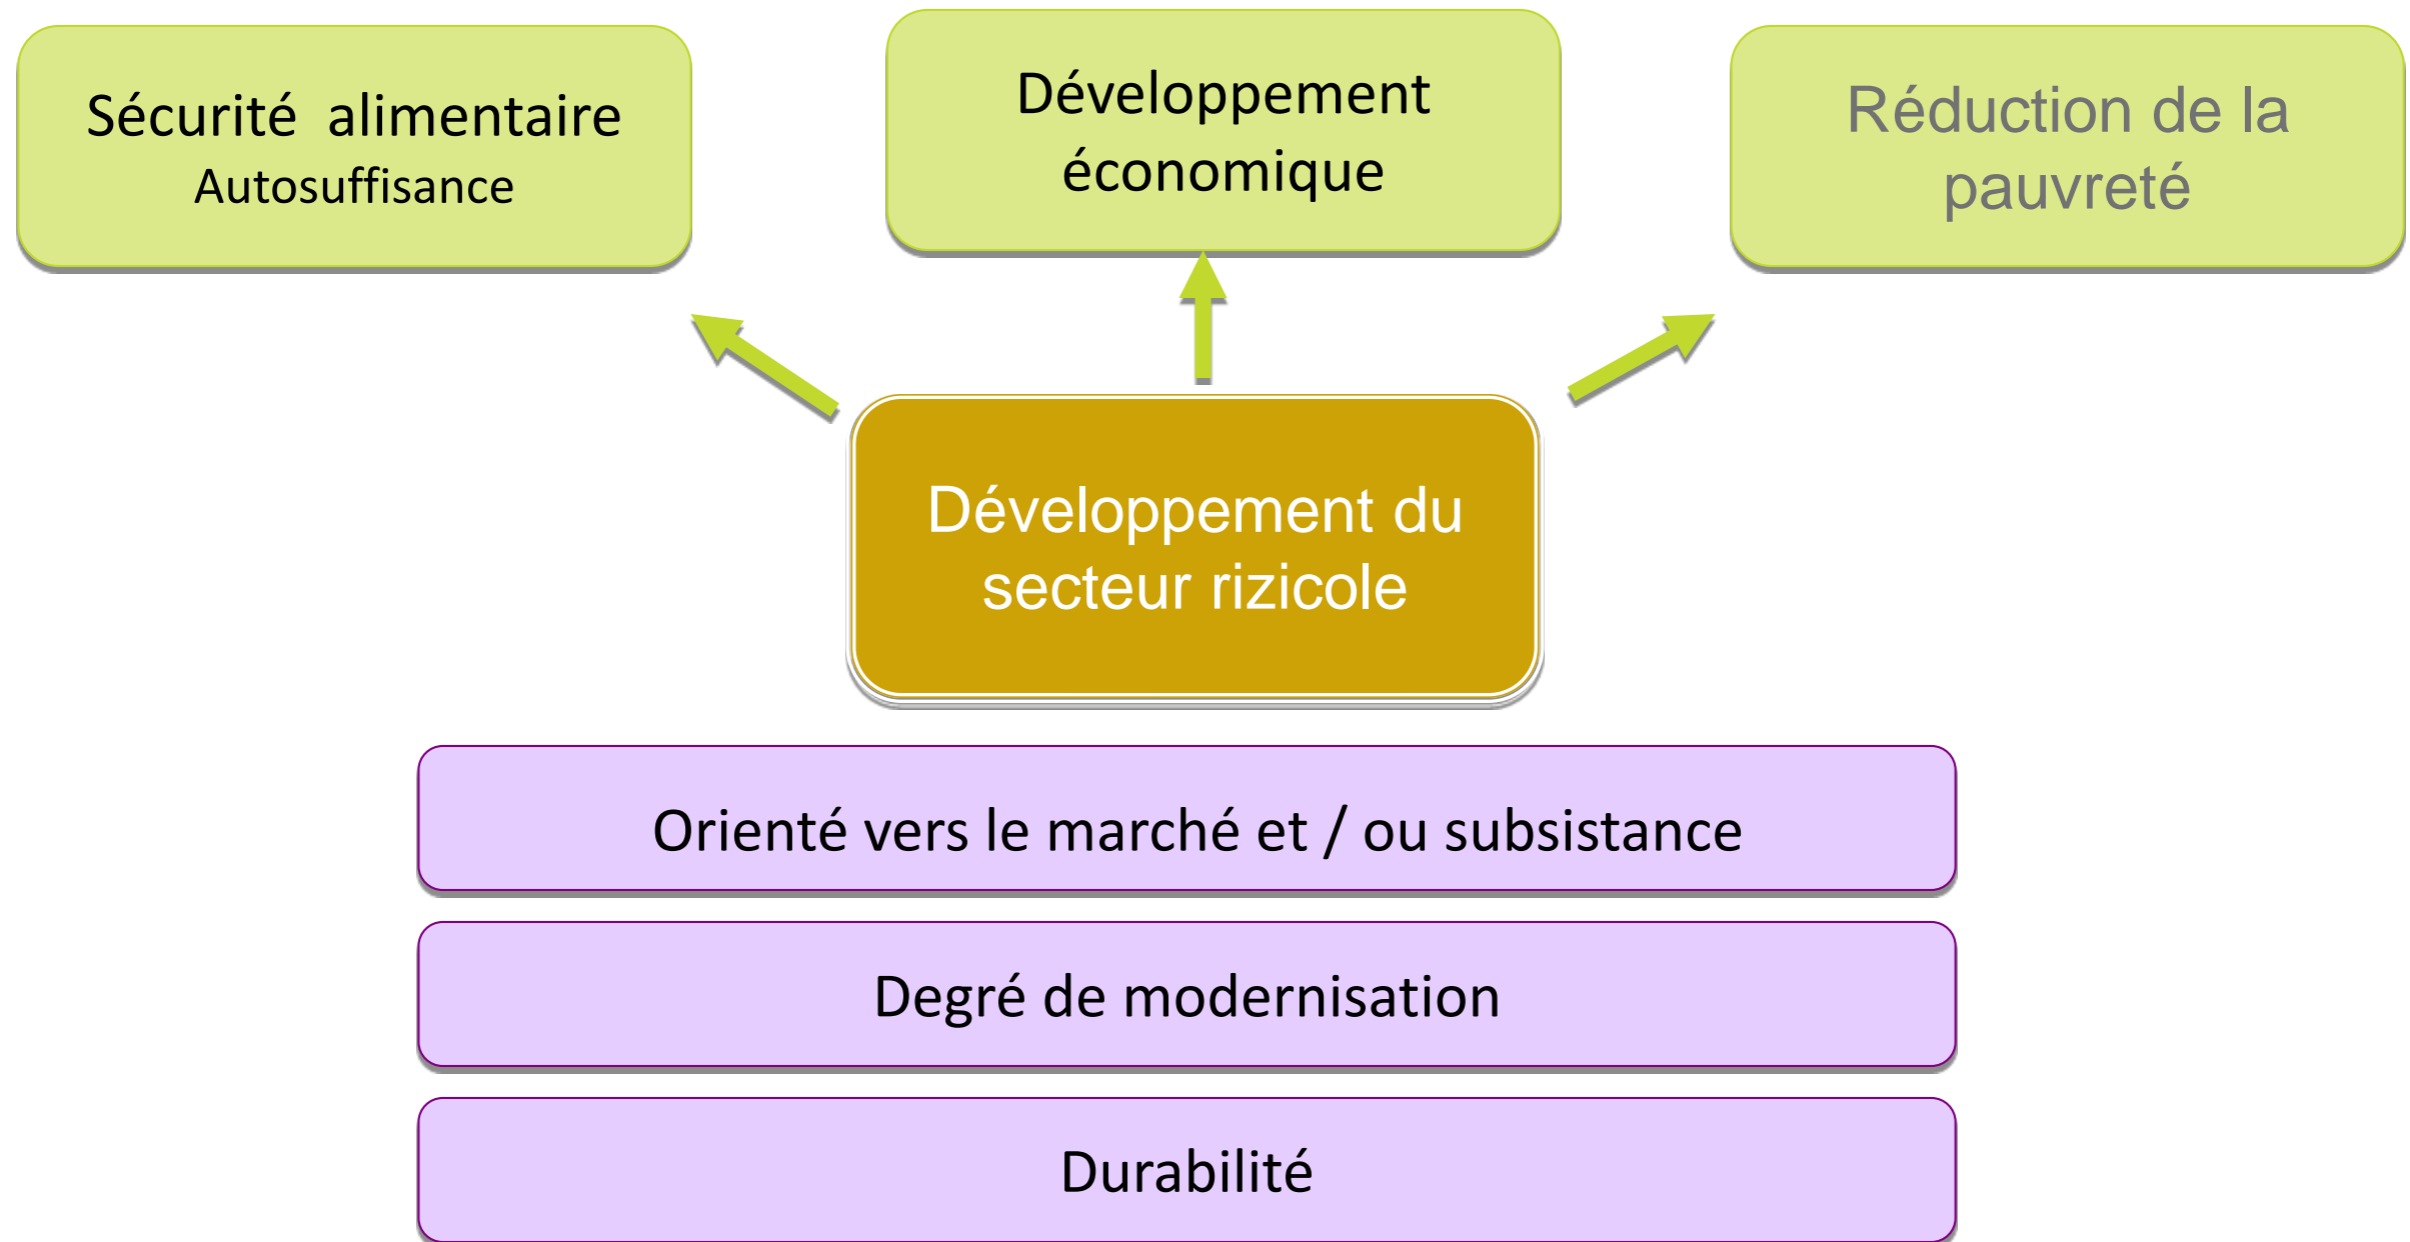 Sécurité alimentaire
Autosuffisance
Développement
économique
Réduction de la
pauvreté
Développement du
secteur rizicole
Orienté vers le marché et / ou subsistance
Degré de modernisation
Durabilité